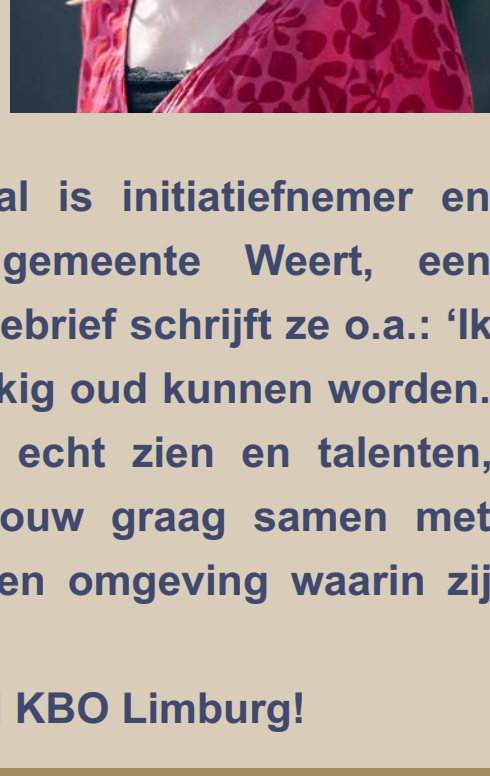 al is initiatiefnemer en
gemeente Weert, een
ebrief schrijft ze o.a.: ‘Ik
kig oud kunnen worden.
echt zien en talenten,
ouw graag samen met
en omgeving waarin zij
KBO Limburg!